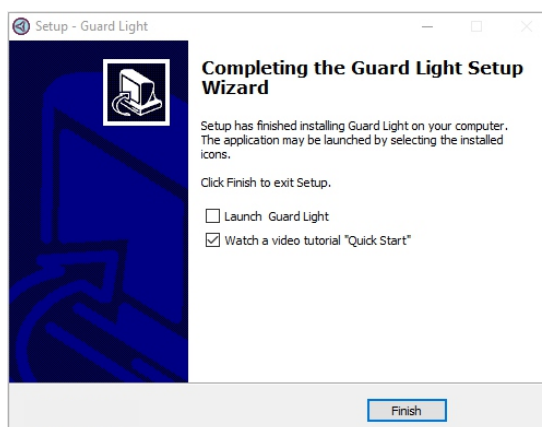 Setup - Guard Light
Completing the Guard Light Setup
Wizard
Setup has finished installing Guard Light on your computer.
The application may be launched by selecting the installed
icons.
Click Finish to exit Setup.
Launch  Guard Light
Watch a video tutorial "Quick Start"
Finish